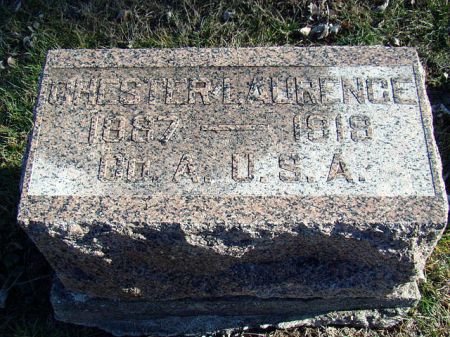 CHESTER LAURENCE
1887 — 1918
Co. A. U.S.A.